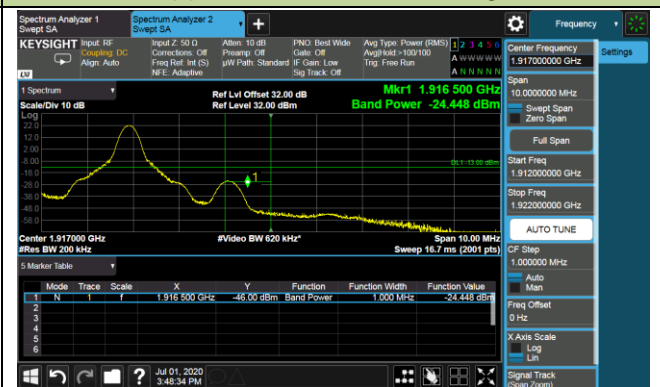 Spectrum Analyzer 1
Swept SA
Spectrum Analyzer 2
Swept SA
+
Frequency
KEYSIGHT
Input: RF
Coupling: DC
Align: Auto
Input Z: 50 Ω
Corrections: Off
Freq Ref: Int (S)
NFE: Adaptive
Atten: 10 dB
Preamp: Off
µW Path: Standard
PNO: Best Wide
Gate: Off
IF Gain: Low
Sig Track: Off
Avg Type: Power (RMS)
Avg|Hold:>100/100
Trig: Free Run
1 2 3 4 5 6
A W W W W W
A N N N N N
LXI
Center Frequency
1.917000000 GHz
Settings
Span
10.0000000 MHz
Swept Span
Zero Span
Full Span
Start Freq
1.912000000 GHz
Stop Freq
1.922000000 GHz
AUTO TUNE
CF Step
1.000000 MHz
Auto
Man
Freq Offset
0 Hz
X Axis Scale
Log
Lin
Signal Track
(Span Zoom)
1 Spectrum
Scale/Div 10 dB
Ref Lvl Offset 32.00 dB
Ref Level 32.00 dBm
Mkr1 1.916 500 GHz
Band Power -24.448 dBm
Log
22.0
12.0
2.00
-8.00
-18.0
-28.0
-38.0
-48.0
-58.0
DL1 -13.00 dBm
1
Center 1.917000 GHz
#Res BW 200 kHz
#Video BW 620 kHz*
Span 10.00 MHz
Sweep 16.7 ms (2001 pts)
5 Marker Table
Mode Trace Scale X Y Function Function Width Function Value
1 N 1 f 1.916 500 GHz -46.00 dBm Band Power 1.000 MHz -24.448 dBm
2
3
4
5
6
?
Jul 01, 2020
3:48:34 PM